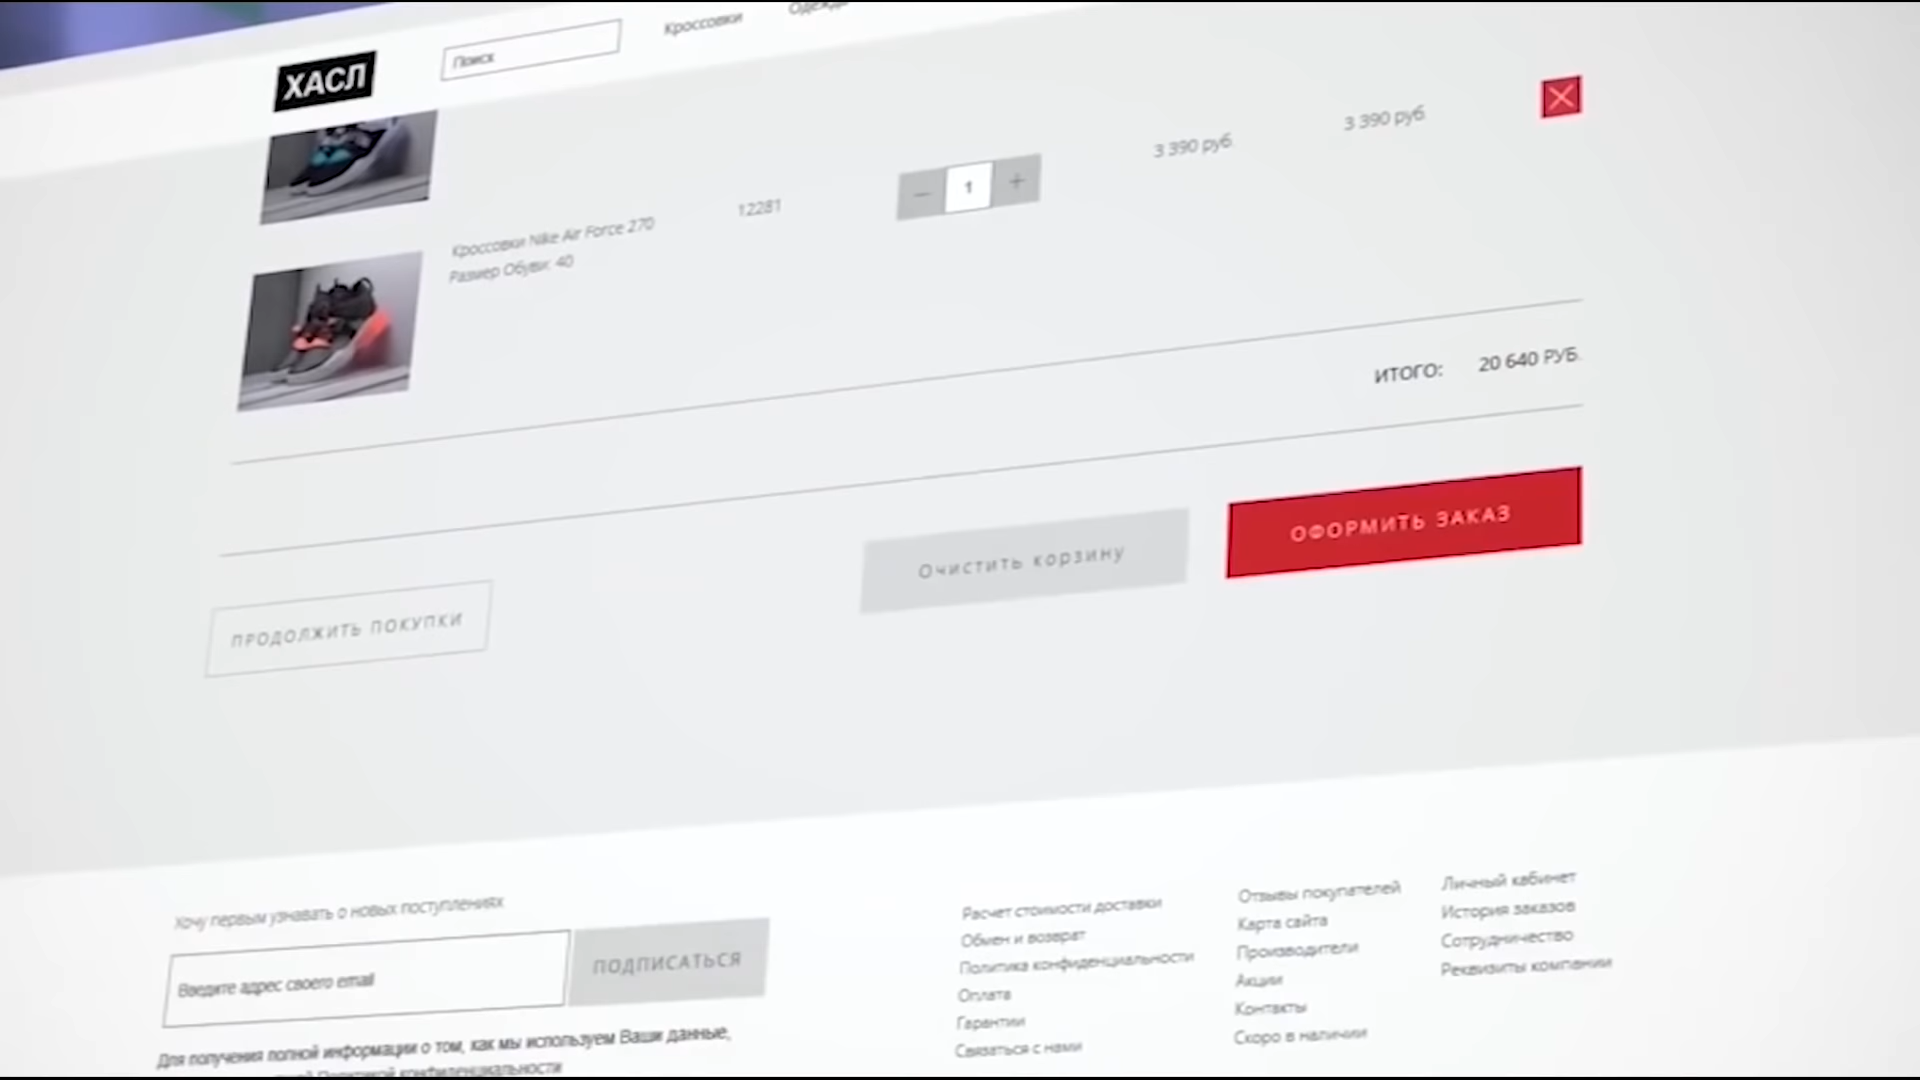 ХАСЛ
Поиск
Кроссовки
Одежда
Кроссовки Nike Air Force 270
Размер Обуви: 40
12281
1
3 390 руб.
3 390 руб.
ИТОГО: 20 640 РУБ.
ПРОДОЛЖИТЬ ПОКУПКИ
Очистить корзину
ОФОРМИТЬ ЗАКАЗ
Хочу первым узнавать о новых поступлениях
Введите адрес своего email
ПОДПИСАТЬСЯ
Для получения полной информации о том, как мы используем Ваши данные,
Политикой конфиденциальности
Расчет стоимости доставки
Обмен и возврат
Политика конфиденциальности
Оплата
Гарантии
Связаться с нами
Отзывы покупателей
Карта сайта
Производители
Акции
Контакты
Скоро в наличии
Личный кабинет
История заказов
Сотрудничество
Реквизиты компании